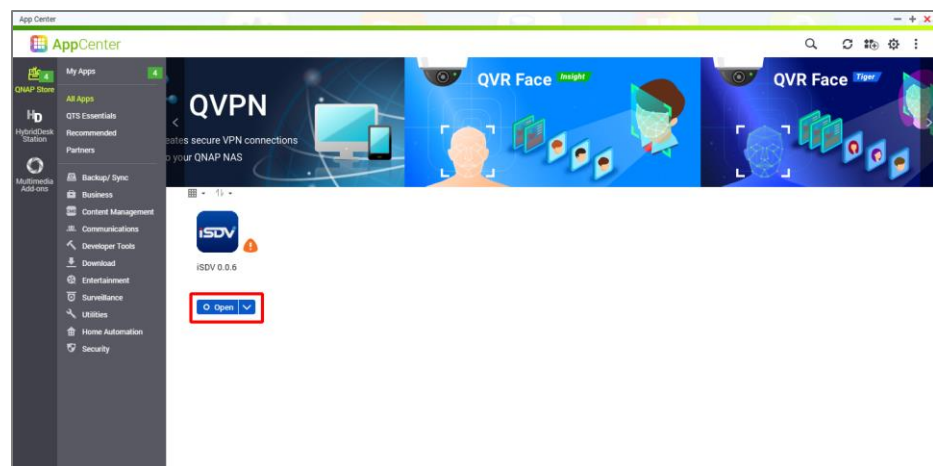 App Center
AppCenter
4
QNAP Store
HybridDesk
Station
Multimedia
Add-ons
My Apps 4
All Apps
QTS Essentials
Recommended
Partners
Backup/ Sync
Business
Content Management
Communications
Developer Tools
Download
Entertainment
Surveillance
Utilities
Home Automation
Security
QVPN
eates secure VPN connections
o your QNAP NAS
QVR Face Insight
QVR Face Tiger
iSDV
iSDV 0.0.6
Open